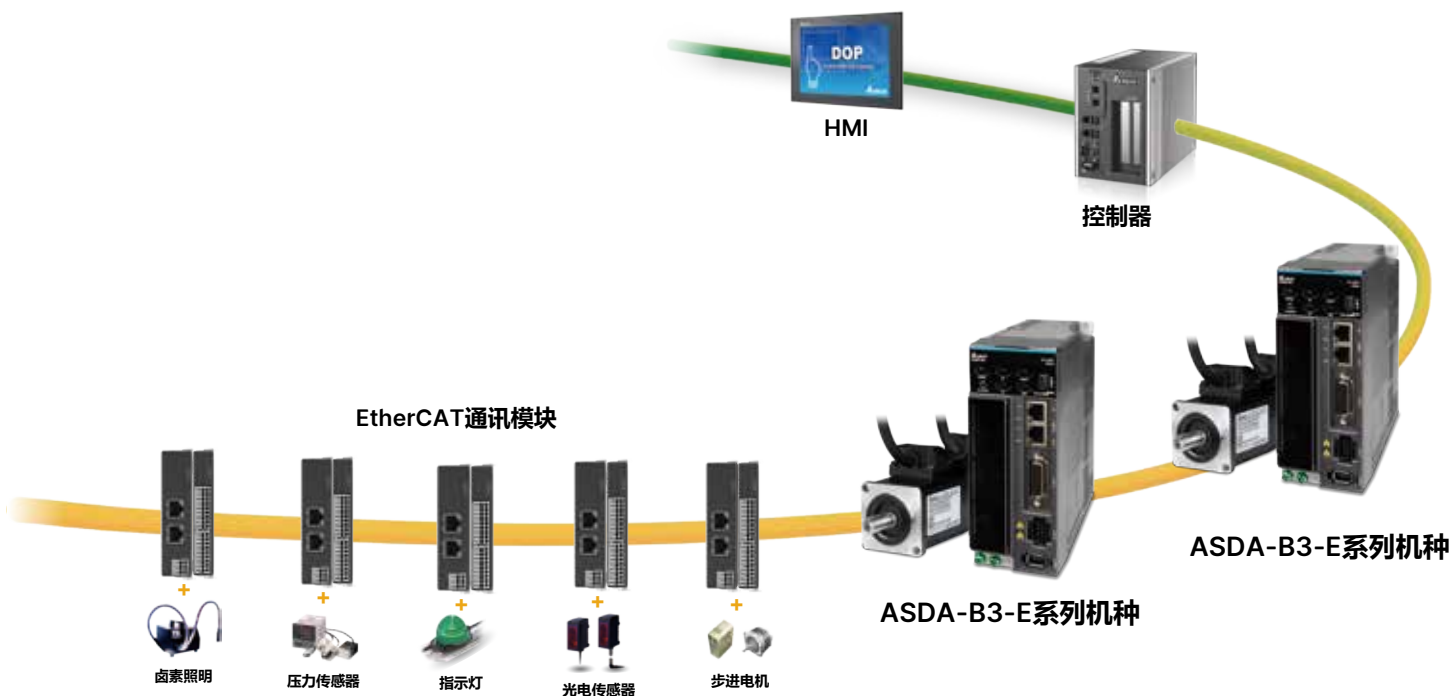 DOP
HMI
控制器
EtherCAT通讯模块
ASDA-B3-E系列机种
ASDA-B3-E系列机种
卤素照明
压力传感器
指示灯
光电传感器
步进电机